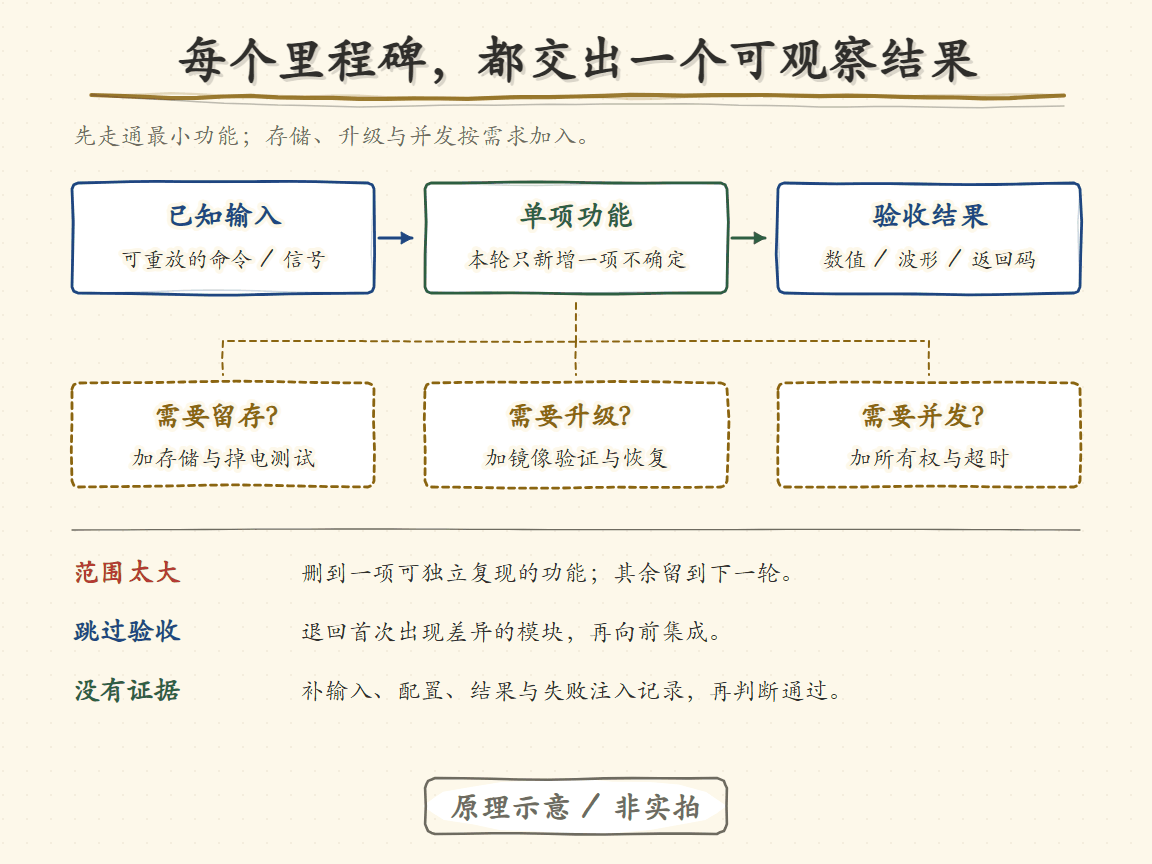 每个里程碑，都交出一个可观察结果
先走通最小功能；存储、升级与并发按需求加入。
已知输入
可重放的命令 / 信号
单项功能
本轮只新增一项不确定
验收结果
数值 / 波形 / 返回码
需要留存？
加存储与掉电测试
需要升级？
加镜像验证与恢复
需要并发？
加所有权与超时
范围太大
删到一项可独立复现的功能；其余留到下一轮。
跳过验收
退回首次出现差异的模块，再向前集成。
没有证据
补输入、配置、结果与失败注入记录，再判断通过。
原理示意 / 非实拍